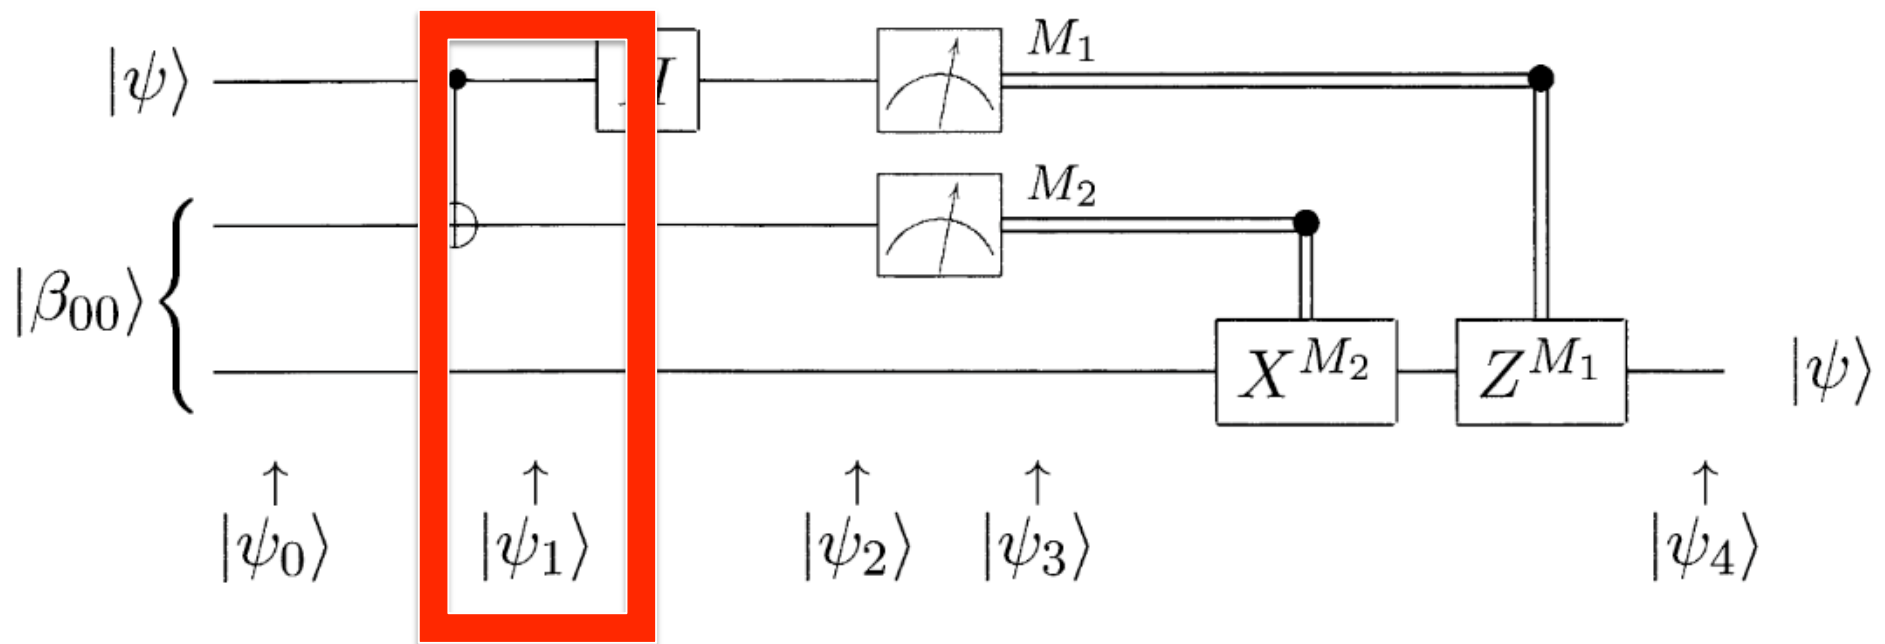 |ψ⟩ M₁
M₂
|β₀₀⟩
X^{M₂} Z^{M₁} |ψ⟩
↑ ↑ ↑ ↑ ↑
|ψ₀⟩ |ψ₁⟩ |ψ₂⟩ |ψ₃⟩ |ψ₄⟩